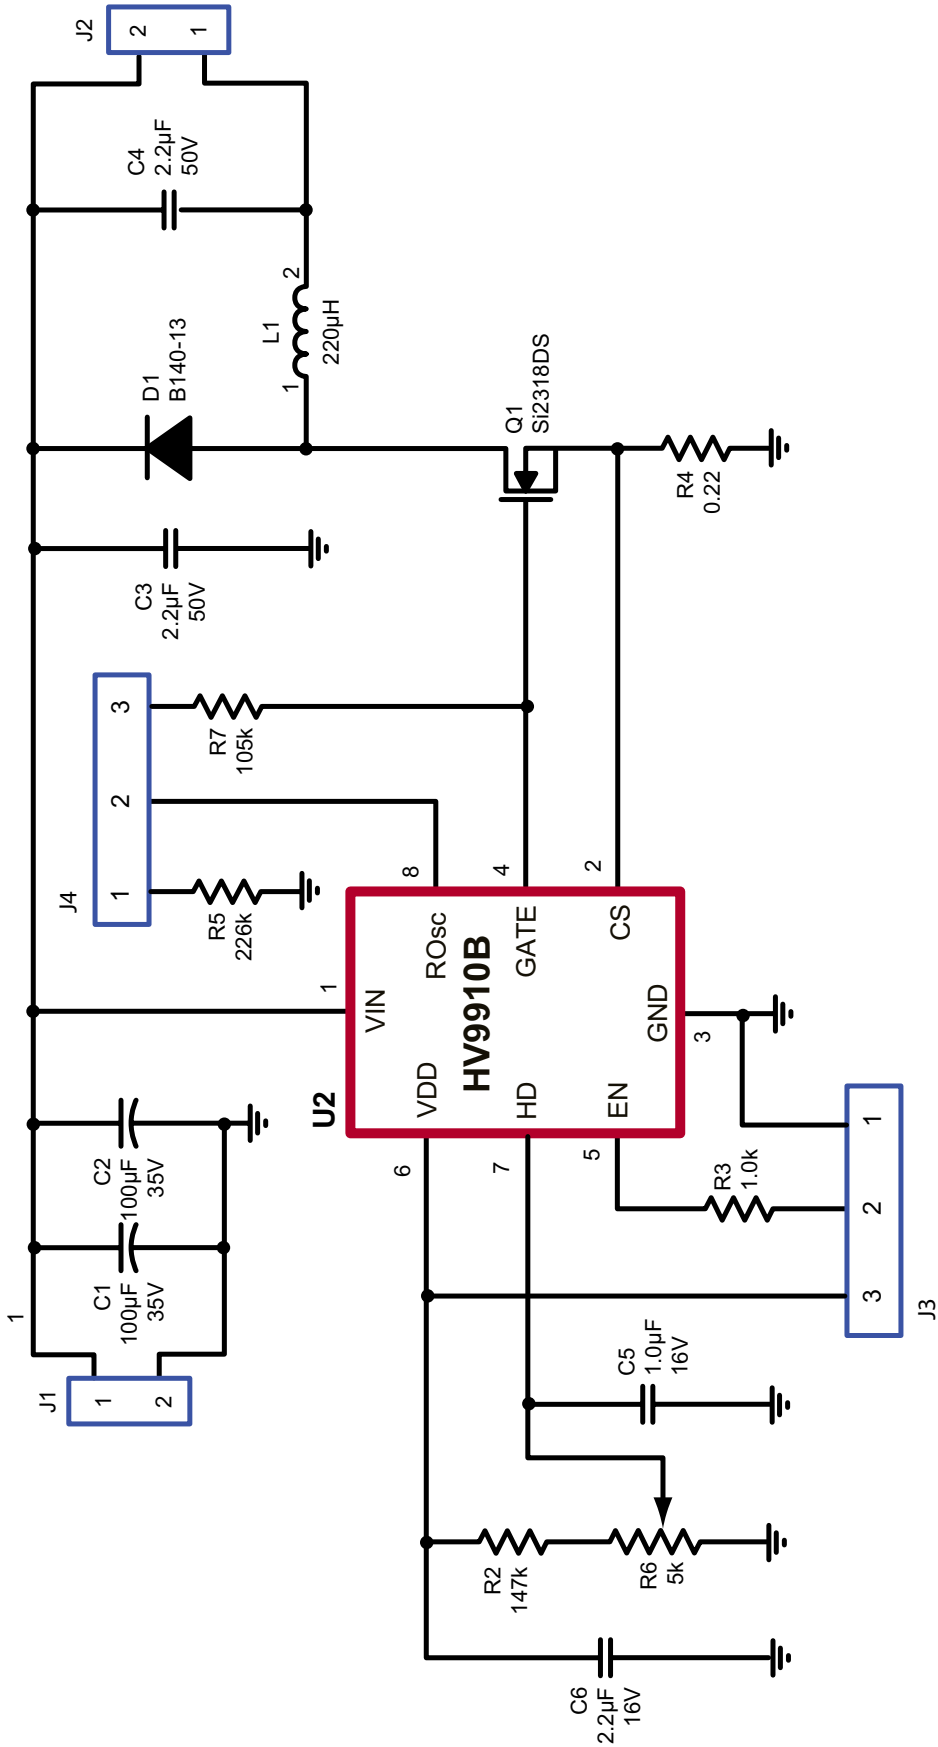 J1
1
2
1
C1
100µF
35V
C2
100µF
35V
J4
1
2
3
R5
226k
R7
105k
C3
2.2µF
50V
D1
B140-13
L1
1
2
220µH
C4
2.2µF
50V
J2
2
1
U2
HV9910B
1
VIN
VDD
6
HD
7
EN
5
GND
3
ROsc
8
GATE
4
CS
2
Q1
Si2318DS
R4
0.22
C6
2.2µF
16V
R2
147k
R6
5k
C5
1.0µF
16V
R3
1.0k
J3
3
2
1